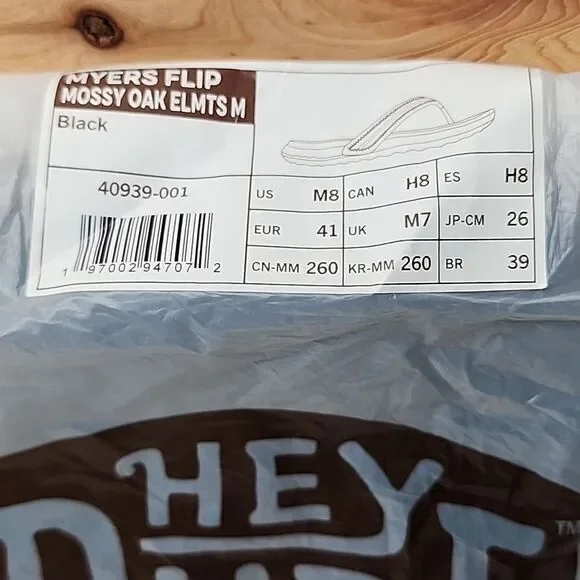 MYERS FLIP
MOSSY OAK ELMTS M
Black
40939-001
1 97002 94707 2
US M8 CAN H8 ES H8
EUR 41 UK M7 JP-CM 26
CN-MM 260 KR-MM 260 BR 39
HEY
TM